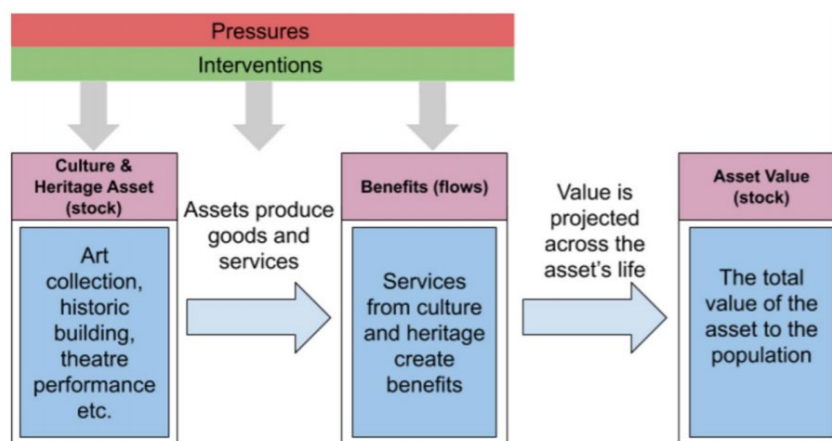 Pressures
Interventions
Culture &
Heritage Asset
(stock)
Art
collection,
historic
building,
theatre
performance
etc.
Assets produce
goods and
services
Benefits (flows)
Services
from culture
and heritage
create
benefits
Value is
projected
across the
asset's life
Asset Value
(stock)
The total
value of the
asset to the
population